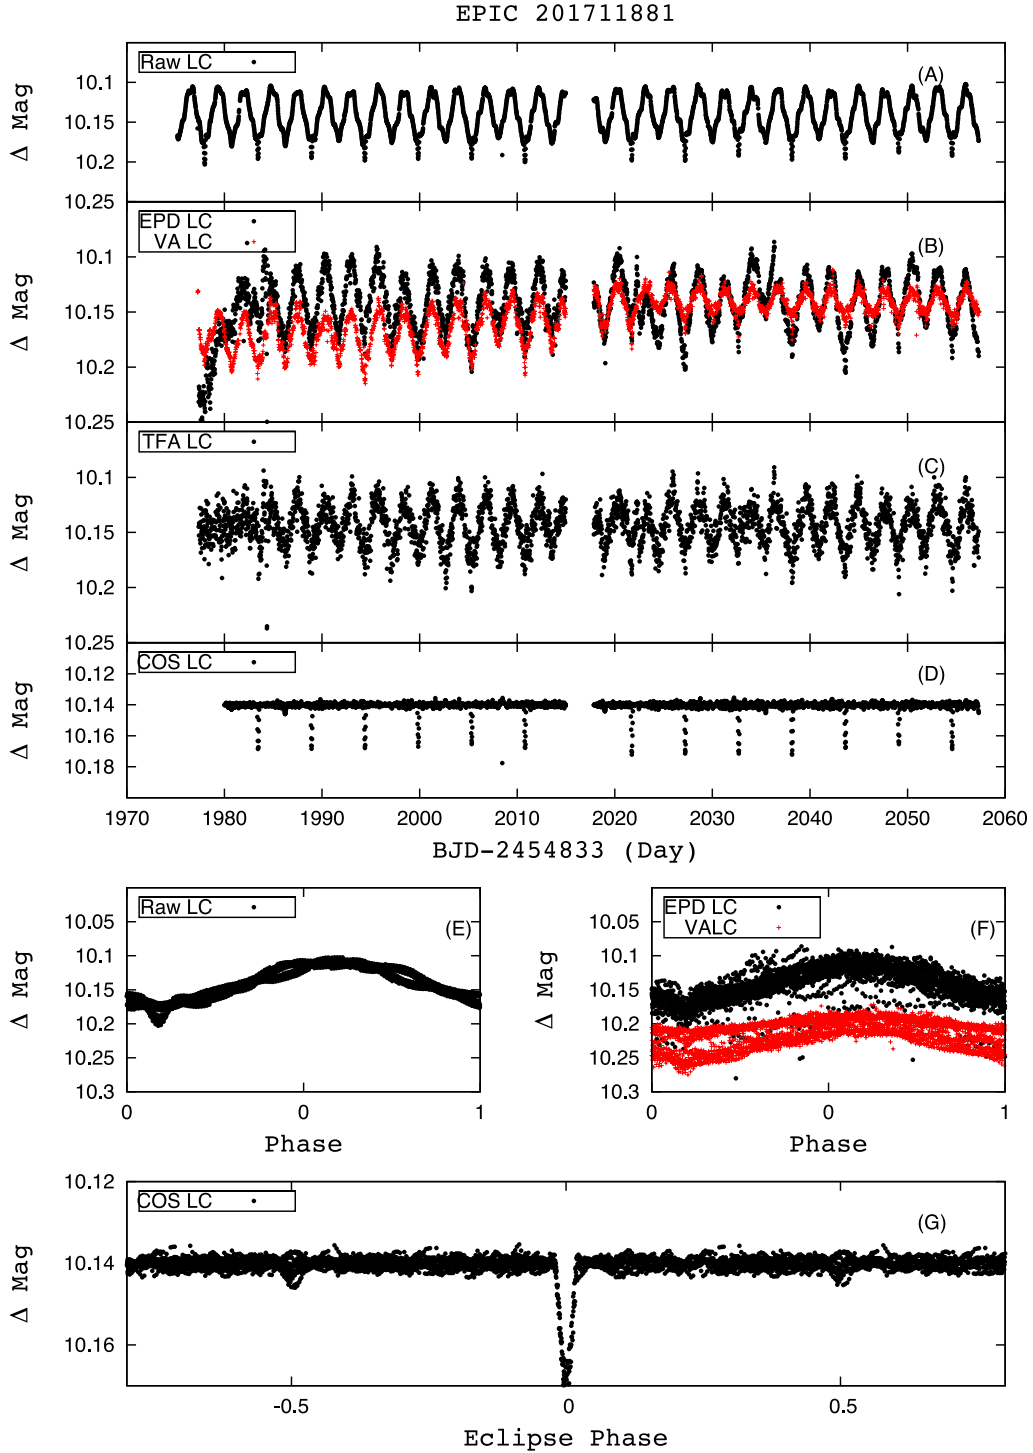 EPIC 201711881
Raw LC
(A)
Δ Mag
10.1
10.15
10.2
10.25
EPD LC
VA LC
(B)
Δ Mag
10.1
10.15
10.2
10.25
TFA LC
(C)
Δ Mag
10.1
10.15
10.2
10.25
COS LC
(D)
Δ Mag
10.12
10.14
10.16
10.18
1970 1980 1990 2000 2010 2020 2030 2040 2050 2060
BJD-2454833 (Day)
Raw LC
(E)
Δ Mag
10.05
10.1
10.15
10.2
10.25
10.3
0 0 1
Phase
EPD LC
VALC
(F)
Δ Mag
10.05
10.1
10.15
10.2
10.25
10.3
0 0 1
Phase
COS LC
(G)
Δ Mag
10.12
10.14
10.16
-0.5 0 0.5
Eclipse Phase